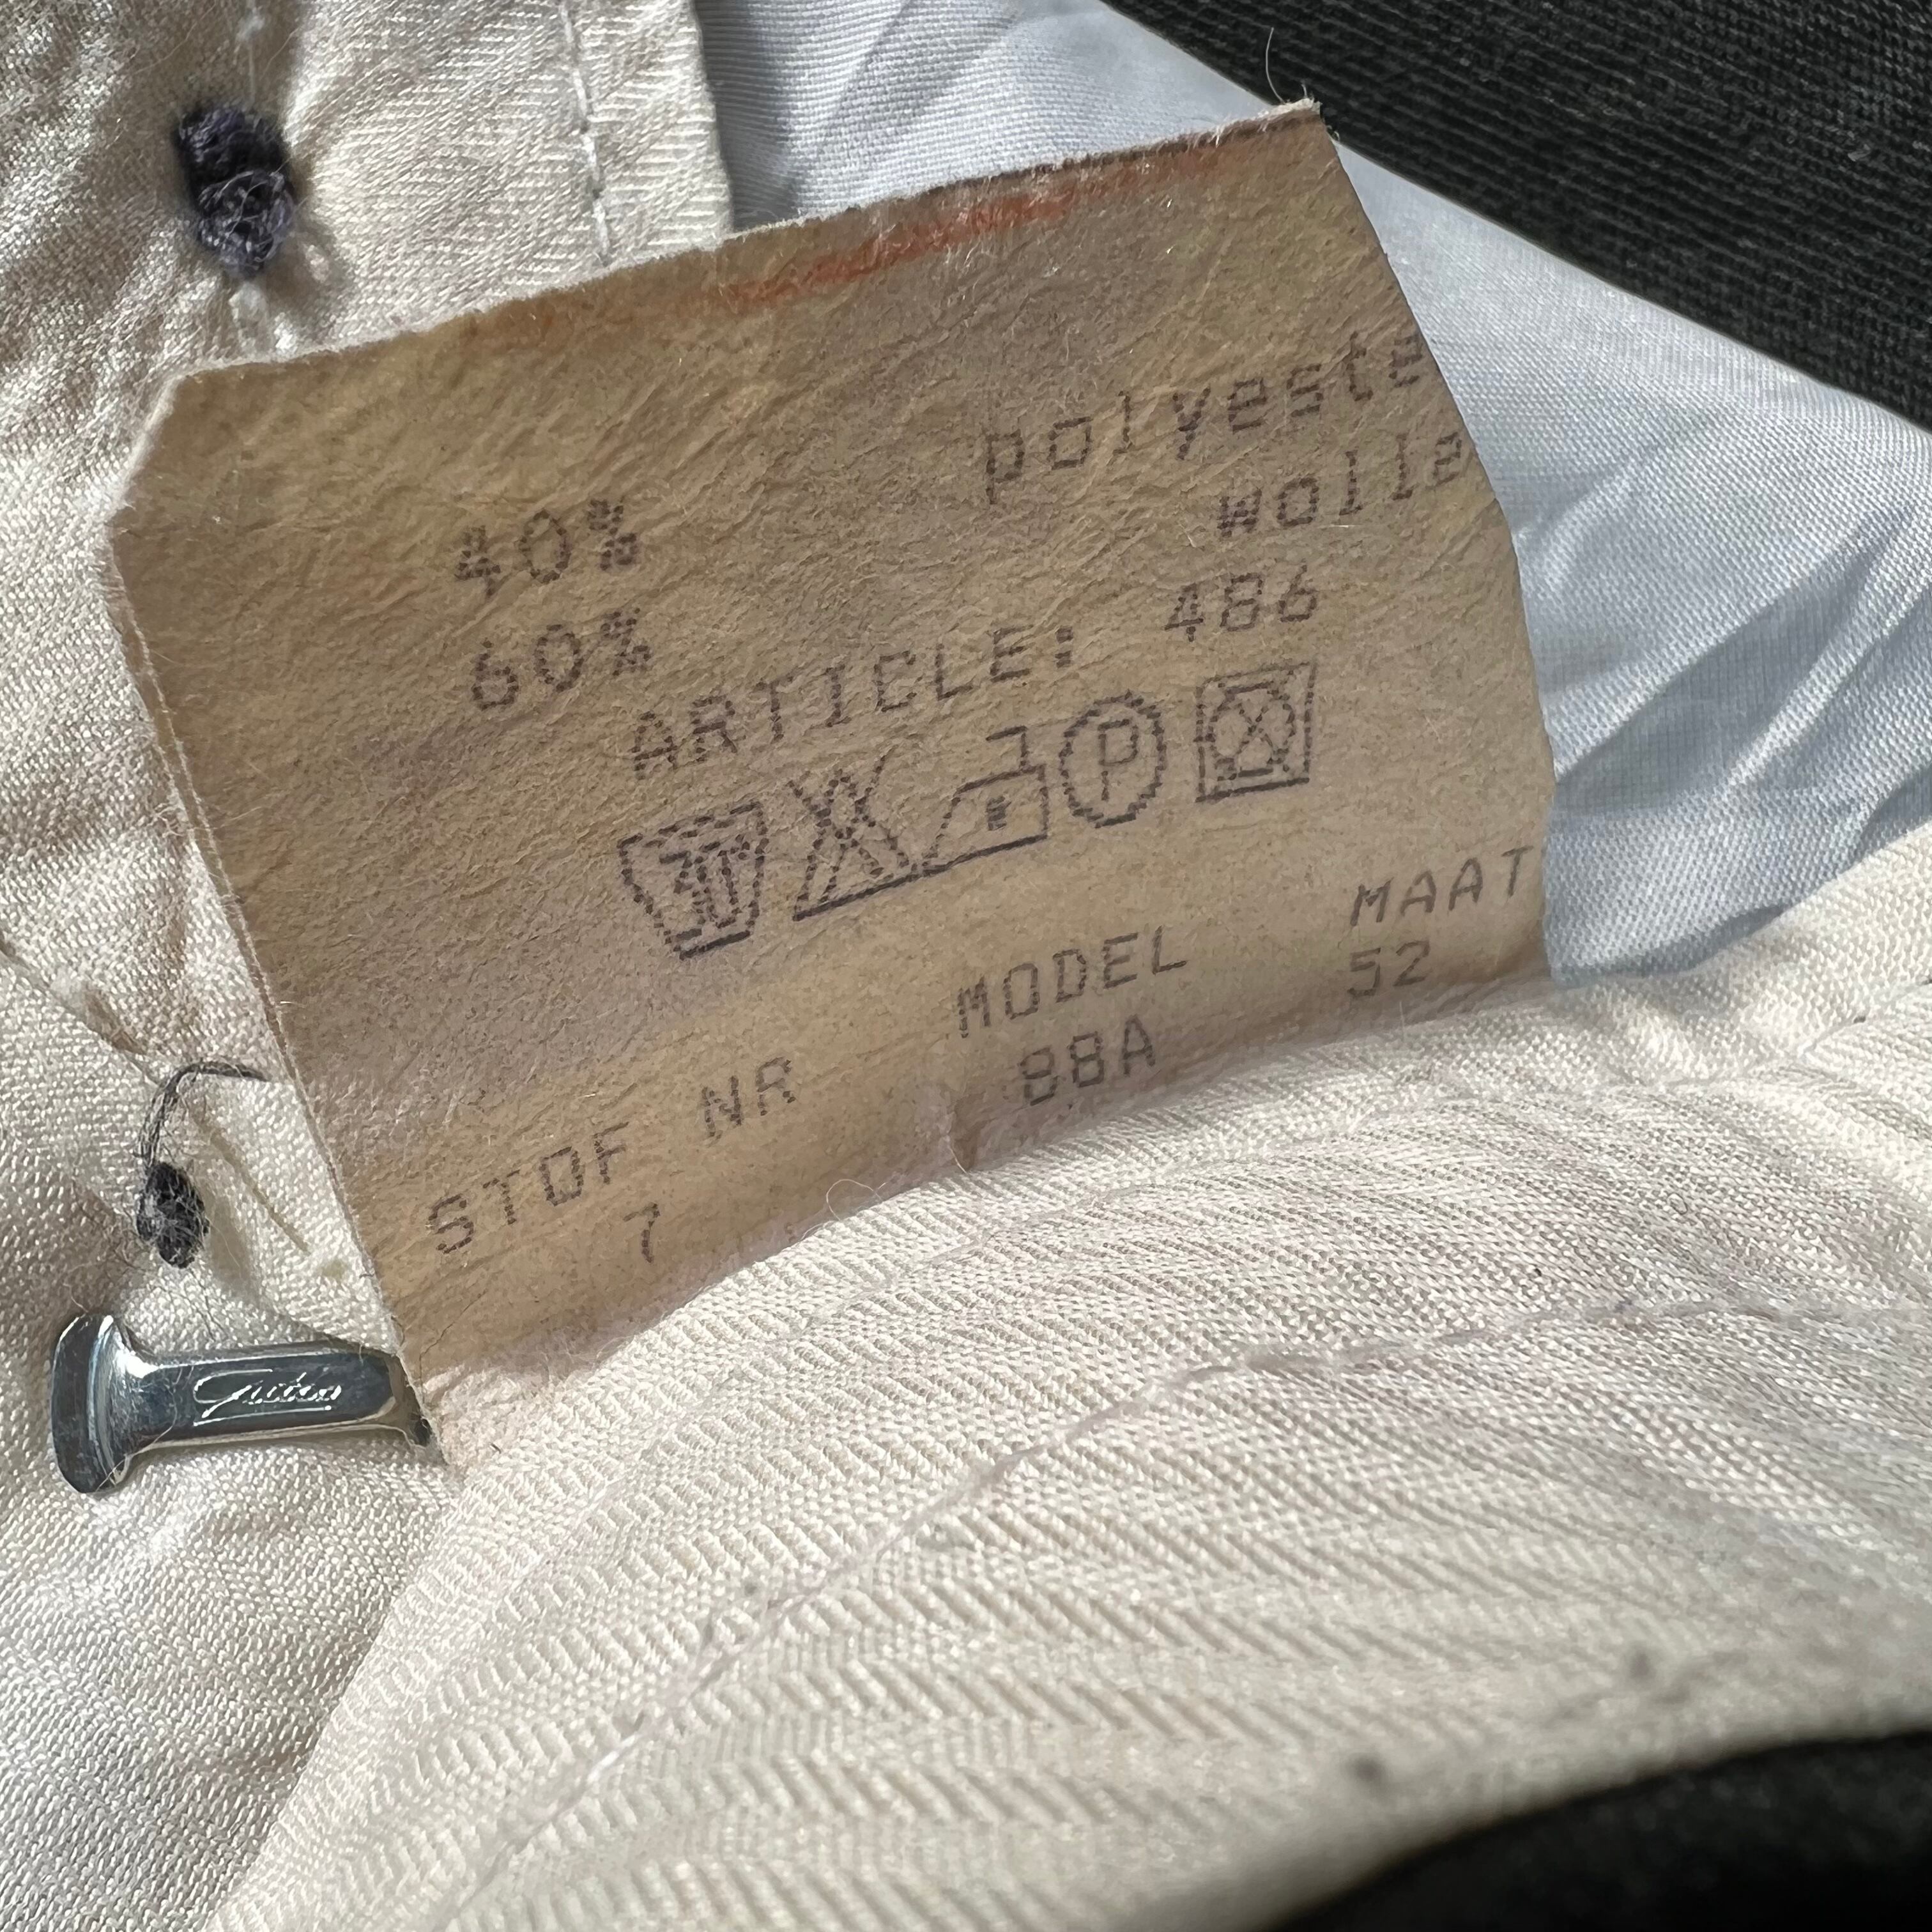 40% polyeste
60% wolle
ARTICLE: 486
30 P
STOF NR MODEL MAAT
7 88A 52